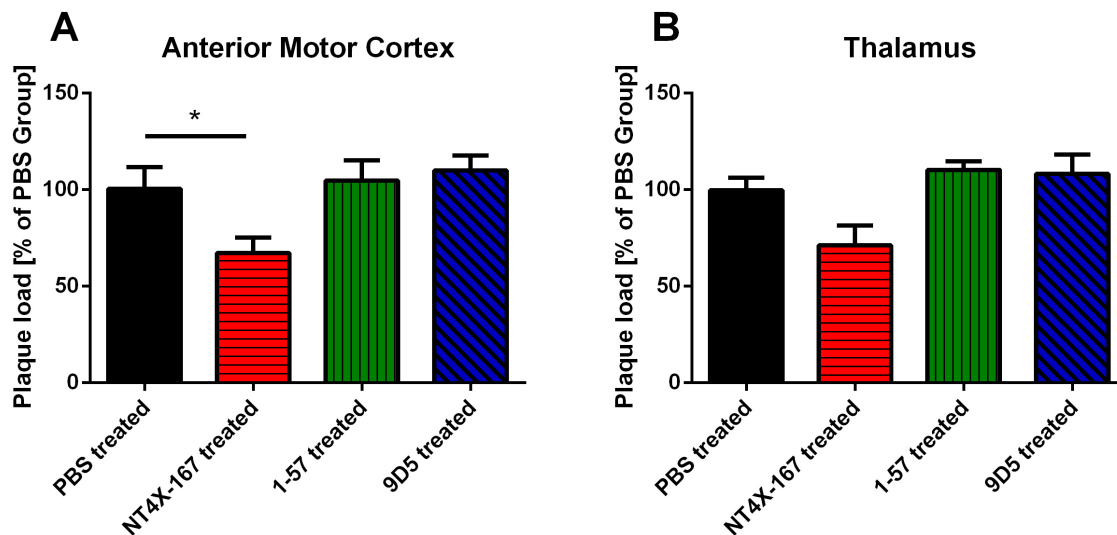 A
Anterior Motor Cortex
Plaque load [% of PBS Group]
150
100
50
0
*
PBS treated
NT4X-167 treated
1-57 treated
9D5 treated
B
Thalamus
Plaque load [% of PBS Group]
150
100
50
0
PBS treated
NT4X-167 treated
1-57 treated
9D5 treated